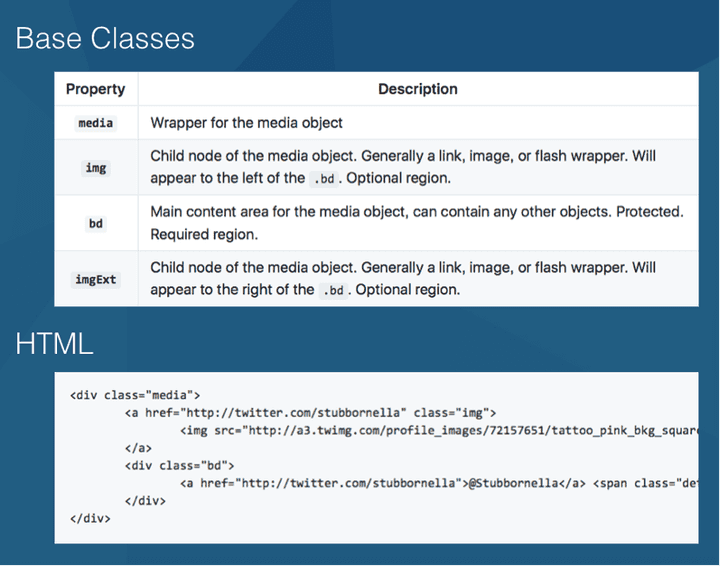 Base Classes
Property Description
media Wrapper for the media object
img Child node of the media object. Generally a link, image, or flash wrapper. Will
appear to the left of the .bd. Optional region.
bd Main content area for the media object, can contain any other objects. Protected.
Required region.
imgExt Child node of the media object. Generally a link, image, or flash wrapper. Will
appear to the right of the .bd. Optional region.
HTML
<div class="media">
<a href="http://twitter.com/stubbornella" class="img">
<img src="http://a3.twimg.com/profile_images/72157651/tattoo_pink_bkg_squar
</a>
<div class="bd">
<a href="http://twitter.com/stubbornella">@Stubbornella</a> <span class="de
</div>
</div>